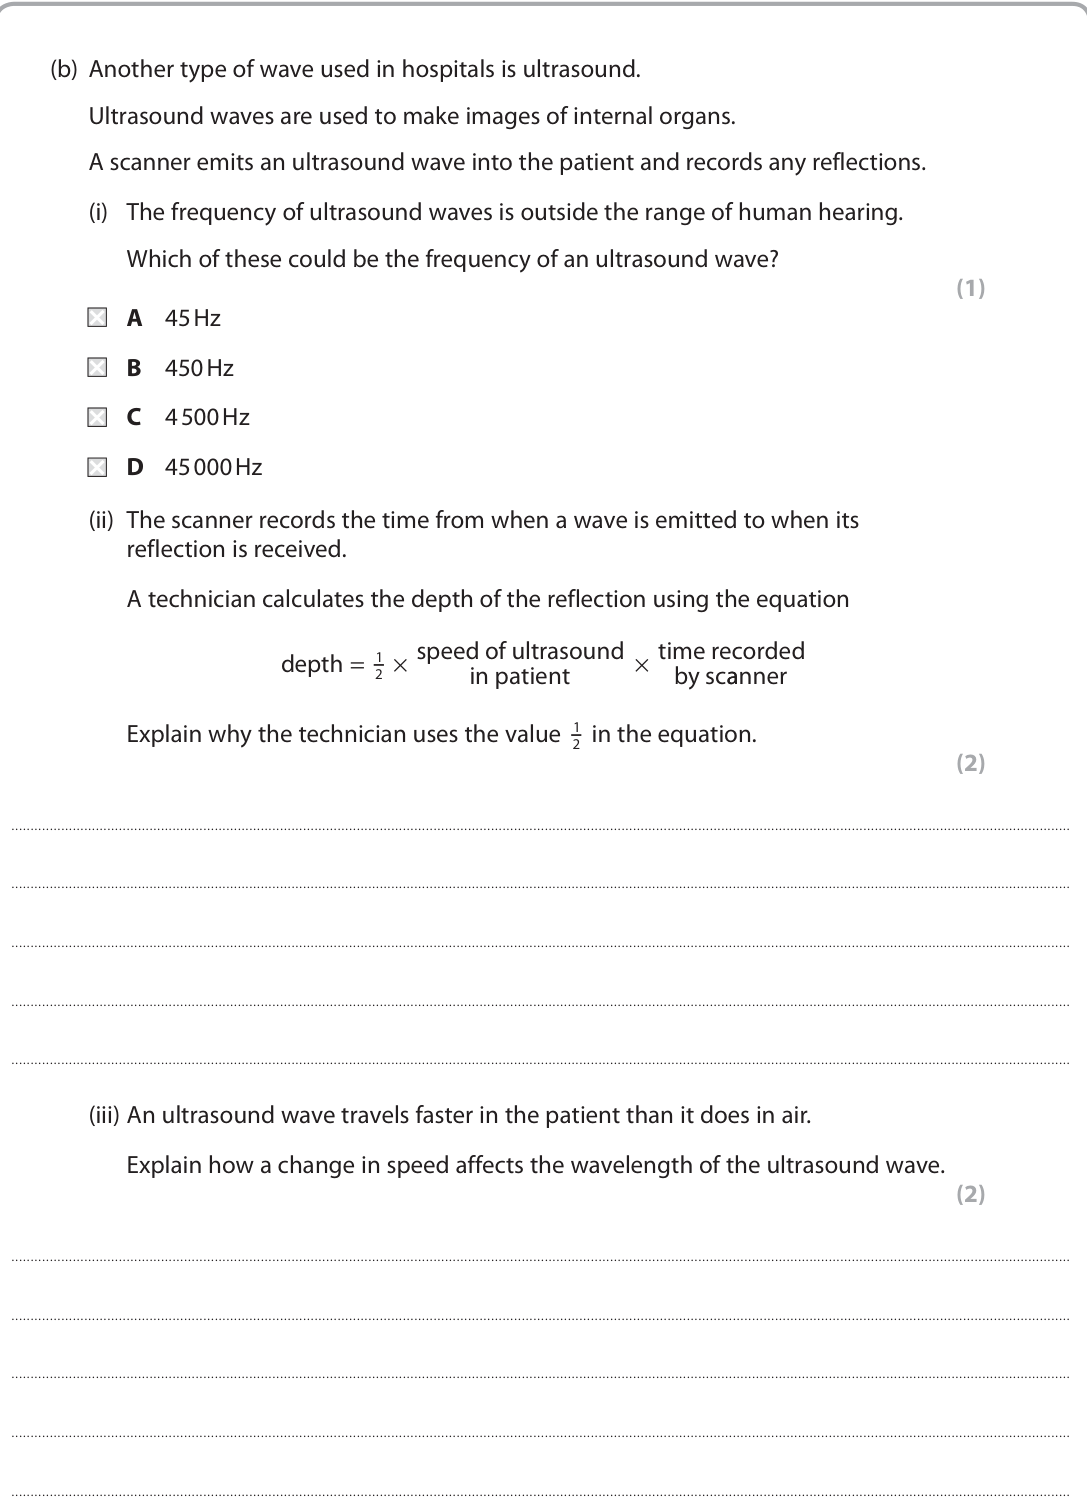 (b) Another type of wave used in hospitals is ultrasound.
Ultrasound waves are used to make images of internal organs.
A scanner emits an ultrasound wave into the patient and records any reflections.
(i) The frequency of ultrasound waves is outside the range of human hearing.
Which of these could be the frequency of an ultrasound wave?
(1)
A 45 Hz
B 450 Hz
C 4 500 Hz
D 45 000 Hz
(ii) The scanner records the time from when a wave is emitted to when its
reflection is received.
A technician calculates the depth of the reflection using the equation
depth = 1/2 × speed of ultrasound in patient × time recorded by scanner
Explain why the technician uses the value 1/2 in the equation.
(2)
(iii) An ultrasound wave travels faster in the patient than it does in air.
Explain how a change in speed affects the wavelength of the ultrasound wave.
(2)